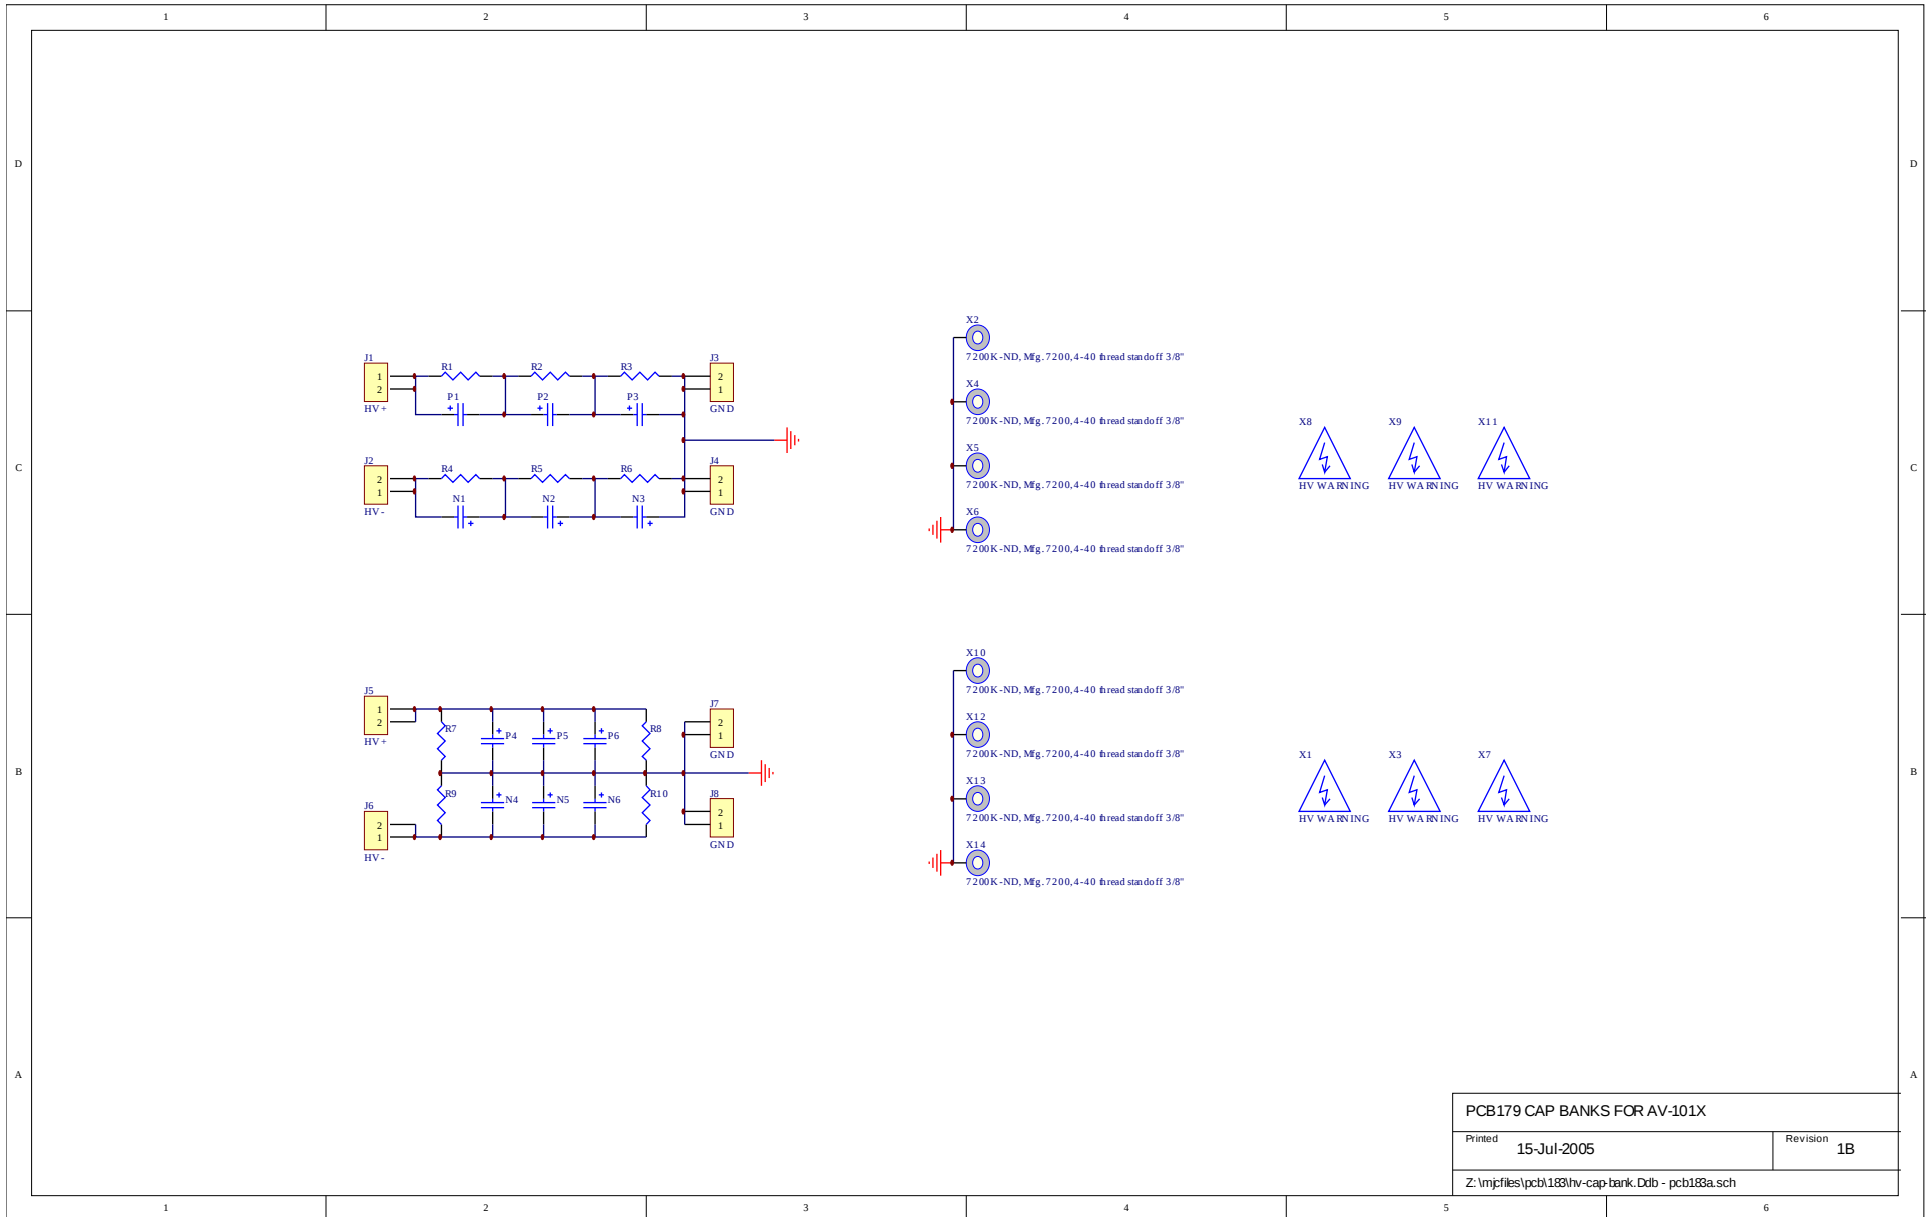 1 2 3 4 5 6
D D
C C
B B
A A
J1
1
2
HV+
R1 R2 R3
P1 P2 P3
+ + +
J3
2
1
GND
J2
2
1
HV-
R4 R5 R6
N1 N2 N3
+ + +
J4
2
1
GND
X2
7200K-ND, Mfg. 7200, 4-40 thread standoff 3/8"
X4
7200K-ND, Mfg. 7200, 4-40 thread standoff 3/8"
X5
7200K-ND, Mfg. 7200, 4-40 thread standoff 3/8"
X6
7200K-ND, Mfg. 7200, 4-40 thread standoff 3/8"
X8 X9 X11
HV WARNING HV WARNING HV WARNING
J5
1
2
HV+
R7 P4 P5 P6 R8
+ + +
J7
2
1
GND
R9 N4 N5 N6 R10
+ + +
J6
2
1
HV-
J8
2
1
GND
X10
7200K-ND, Mfg. 7200, 4-40 thread standoff 3/8"
X12
7200K-ND, Mfg. 7200, 4-40 thread standoff 3/8"
X13
7200K-ND, Mfg. 7200, 4-40 thread standoff 3/8"
X14
7200K-ND, Mfg. 7200, 4-40 thread standoff 3/8"
X1 X3 X7
HV WARNING HV WARNING HV WARNING
PCB179 CAP BANKS FOR AV-101X
Printed 15-Jul-2005 Revision 1B
Z:\mjcfiles\pcb\183\hv-cap-bank.Ddb - pcb183a.sch
1 2 3 4 5 6